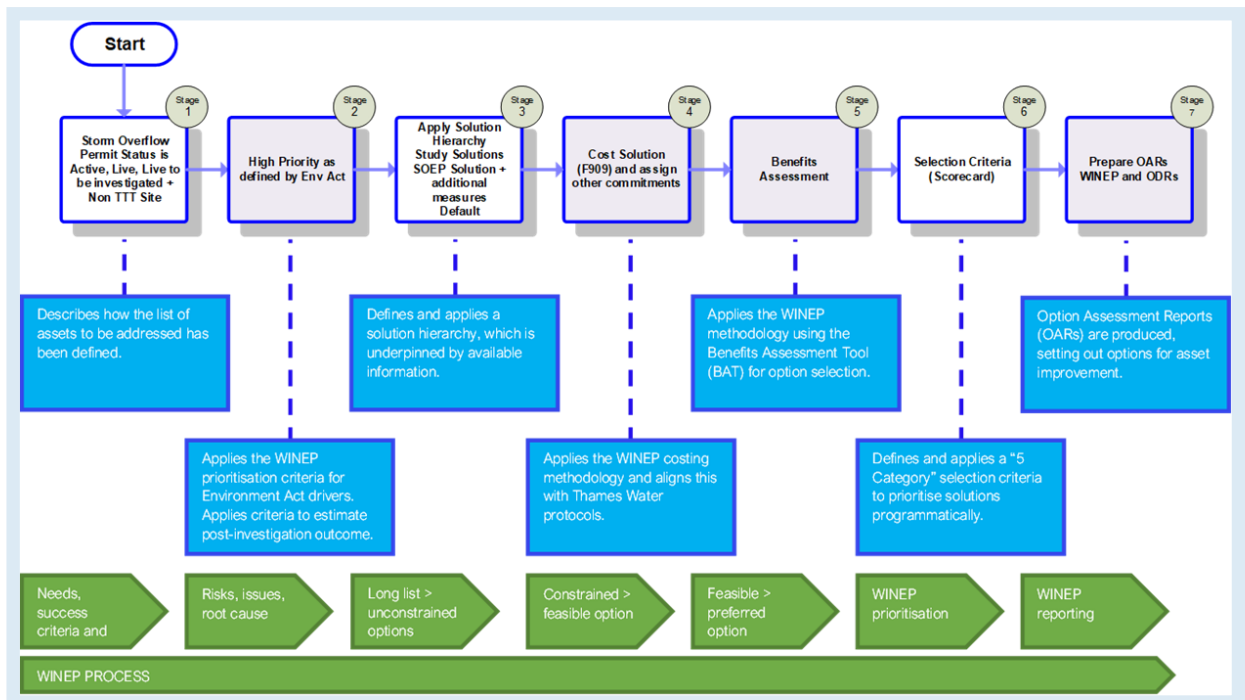 Start
Stage
1
Stage
2
Stage
3
Stage
4
Stage
5
Stage
6
Stage
7
Storm Overflow
Permit Status is
Active, Live, Live to
be investigated +
Non TTT Site
High Priority as
defined by Env Act
Apply Solution
Hierarchy
Study Solutions
SOEP Solution +
additional
measures
Default
Cost Solution
(F909) and assign
other commitments
Benefits
Assessment
Selection Criteria
(Scorecard)
Prepare OARs
WINEP and ODRs
Describes how the list of
assets to be addressed has
been defined.
Defines and applies a
solution hierarchy, which is
underpinned by available
information.
Applies the WINEP
methodology using the
Benefits Assessment Tool
(BAT) for option selection.
Option Assessment Reports
(OARs) are produced,
setting out options for asset
improvement.
Applies the WINEP
prioritisation criteria for
Environment Act drivers.
Applies criteria to estimate
post-investigation outcome.
Applies the WINEP costing
methodology and aligns this
with Thames Water
protocols.
Defines and applies a “5
Category” selection criteria
to prioritise solutions
programmatically.
Needs,
success
criteria and
Risks, issues,
root cause
Long list >
unconstrained
options
Constrained >
feasible option
Feasible >
preferred
option
WINEP
prioritisation
WINEP
reporting
WINEP PROCESS